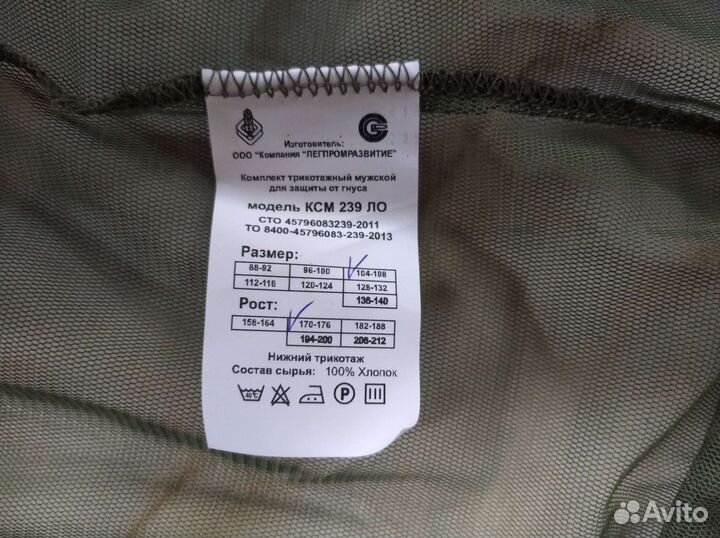 Изготовитель:
ООО "Компания "ЛЕГПРОМРАЗВИТИЕ"
Комплект трикотажный мужской
для защиты от гнуса
модель КСМ 239 ЛО
СТО 45796083239-2011
ТО 8400-45796083-239-2013
Размер:
88-92 96-100 104-108
112-116 120-124 128-132
136-140
Рост:
158-164 170-176 182-188
194-200 206-212
Нижний трикотаж
Состав сырья: 100% Хлопок
40°C P
Avito